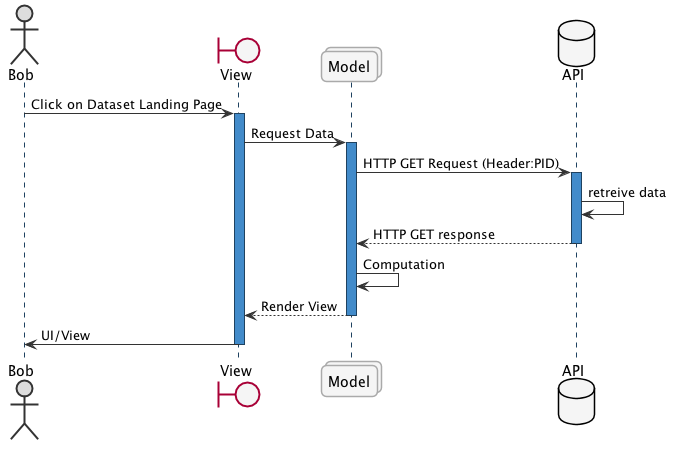 Bob
View
Model
API
Click on Dataset Landing Page
Request Data
HTTP GET Request (Header:PID)
retreive data
HTTP GET response
Computation
Render View
UI/View
Bob
View
Model
API